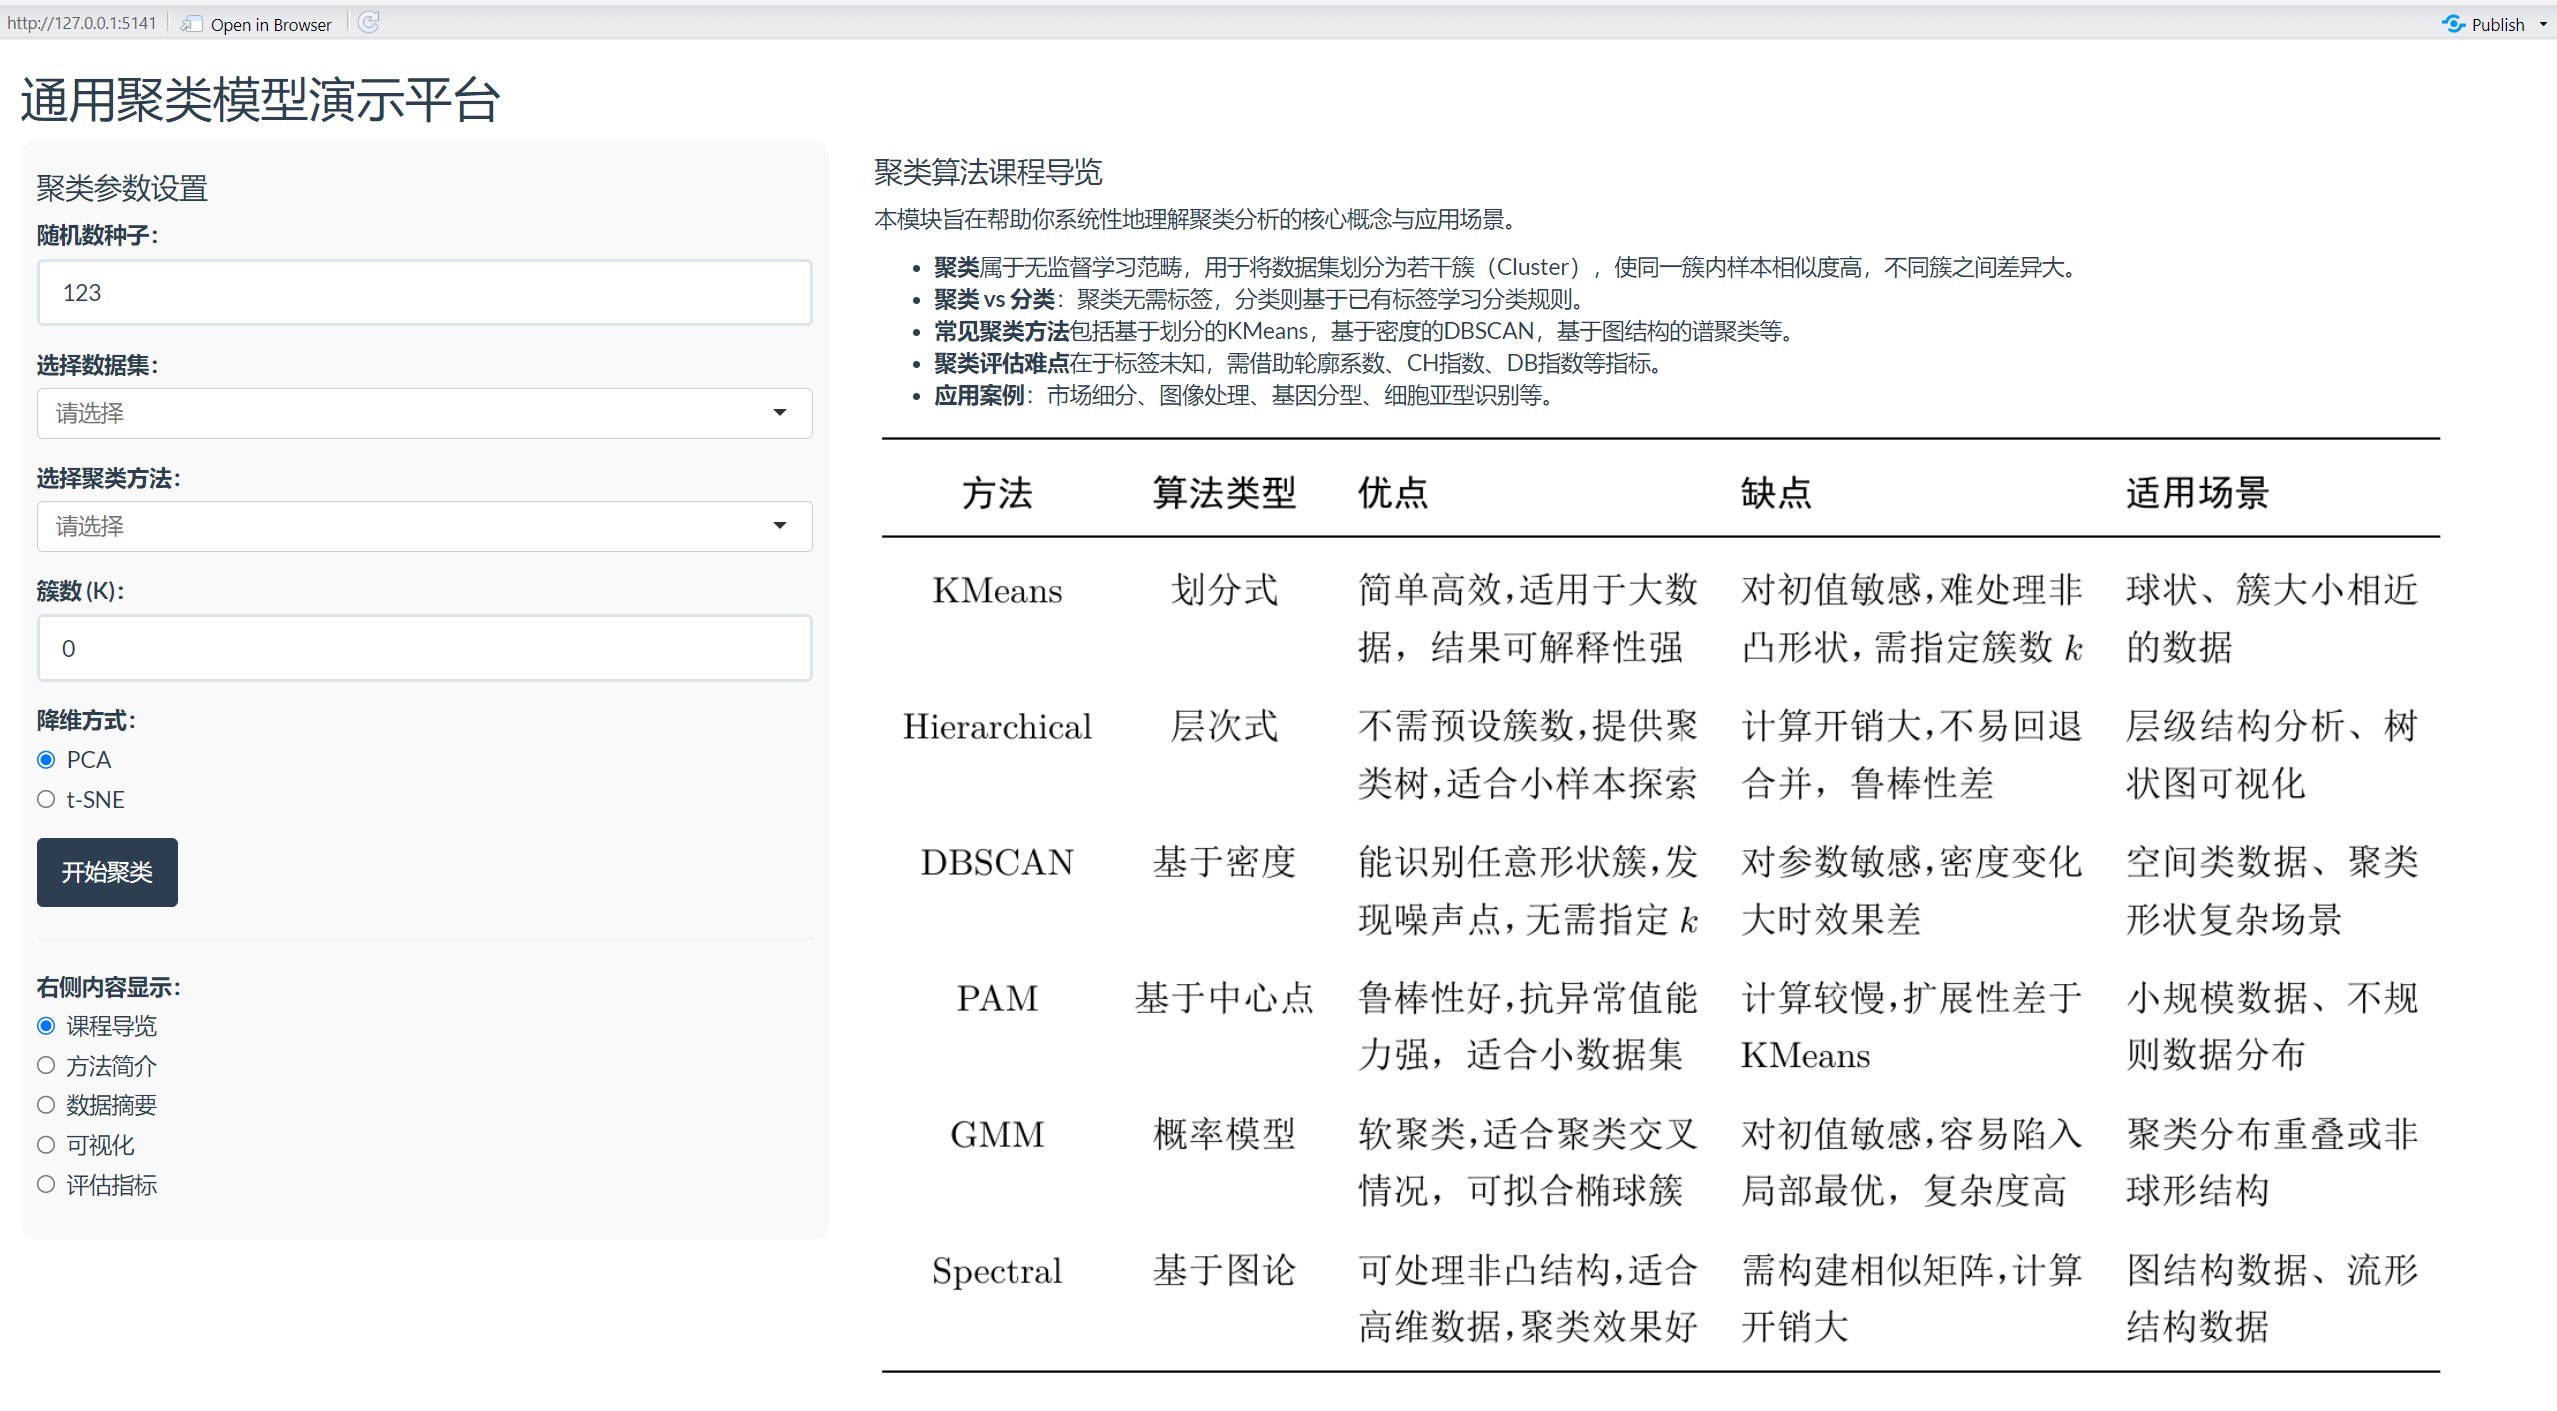 http://127.0.0.1:5141
Open in Browser
Publish
通用聚类模型演示平台
聚类参数设置
随机数种子：
123
选择数据集：
请选择
选择聚类方法：
请选择
簇数 (K)：
0
降维方式：
PCA
t-SNE
开始聚类
右侧内容显示：
课程导览
方法简介
数据摘要
可视化
评估指标
聚类算法课程导览
本模块旨在帮助你系统性地理解聚类分析的核心概念与应用场景。
聚类属于无监督学习范畴，用于将数据集划分为若干簇（Cluster），使同一簇内样本相似度高，不同簇之间差异大。
聚类 vs 分类：聚类无需标签，分类则基于已有标签学习分类规则。
常见聚类方法包括基于划分的KMeans，基于密度的DBSCAN，基于图结构的谱聚类等。
聚类评估难点在于标签未知，需借助轮廓系数、CH指数、DB指数等指标。
应用案例：市场细分、图像处理、基因分型、细胞亚型识别等。
方法 算法类型 优点 缺点 适用场景
KMeans 划分式 简单高效，适用于大数 对初值敏感，难处理非 球状、簇大小相近
据，结果可解释性强 凸形状，需指定簇数 k 的数据
Hierarchical 层次式 不需预设簇数，提供聚 计算开销大，不易回退 层级结构分析、树
类树，适合小样本探索 合并，鲁棒性差 状图可视化
DBSCAN 基于密度 能识别任意形状簇，发 对参数敏感，密度变化 空间类数据、聚类
现噪声点，无需指定 k 大时效果差 形状复杂场景
PAM 基于中心点 鲁棒性好，抗异常值能 计算较慢，扩展性差于 小规模数据、不规
力强，适合小数据集 KMeans 则数据分布
GMM 概率模型 软聚类，适合聚类交叉 对初值敏感，容易陷入 聚类分布重叠或非
情况，可拟合椭球簇 局部最优，复杂度高 球形结构
Spectral 基于图论 可处理非凸结构，适合 需构建相似矩阵，计算 图结构数据、流形
高维数据，聚类效果好 开销大 结构数据